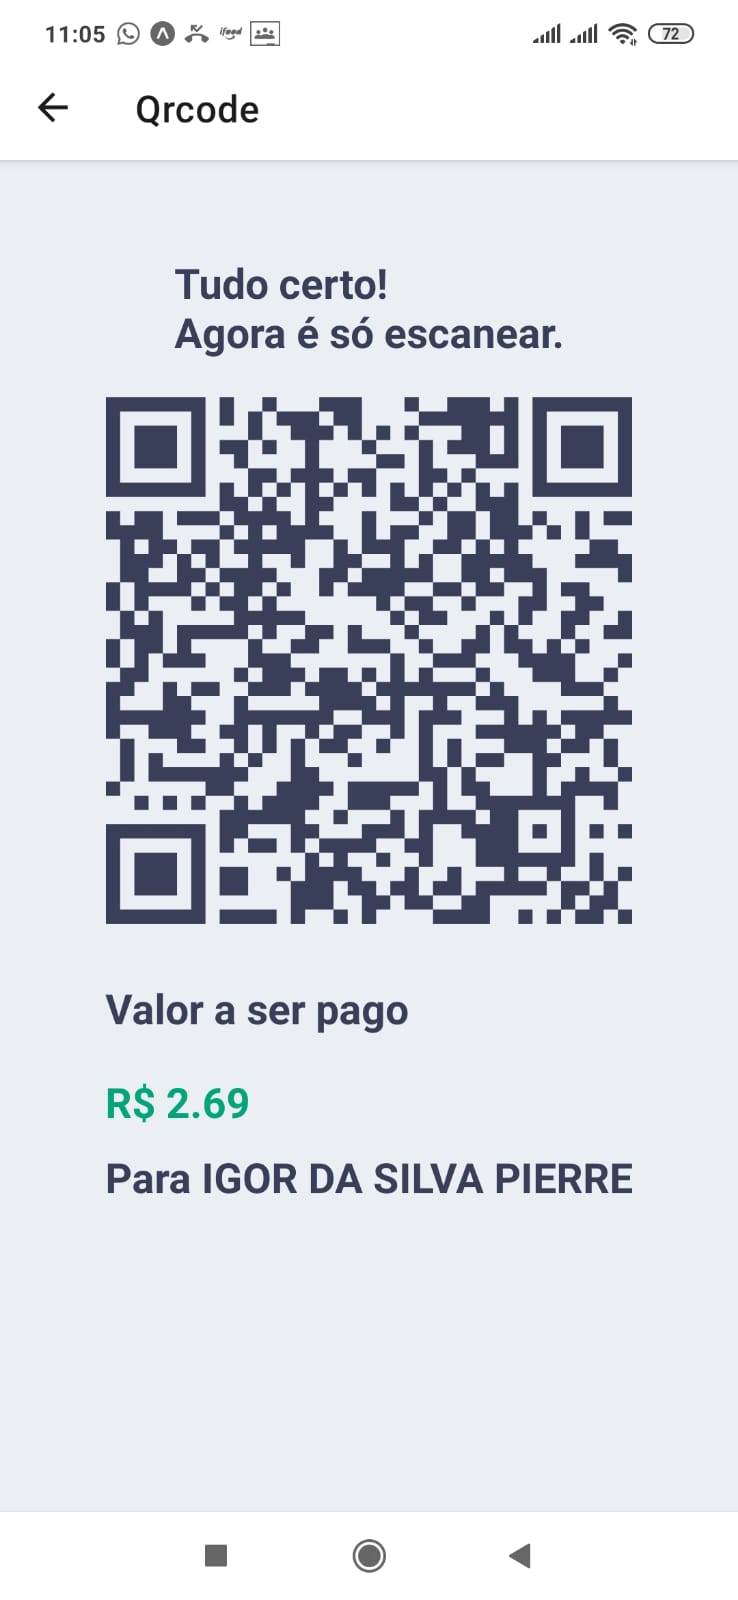 11:05
ifood
72
Qrcode
Tudo certo!
Agora é só escanear.
Valor a ser pago
R$ 2.69
Para IGOR DA SILVA PIERRE